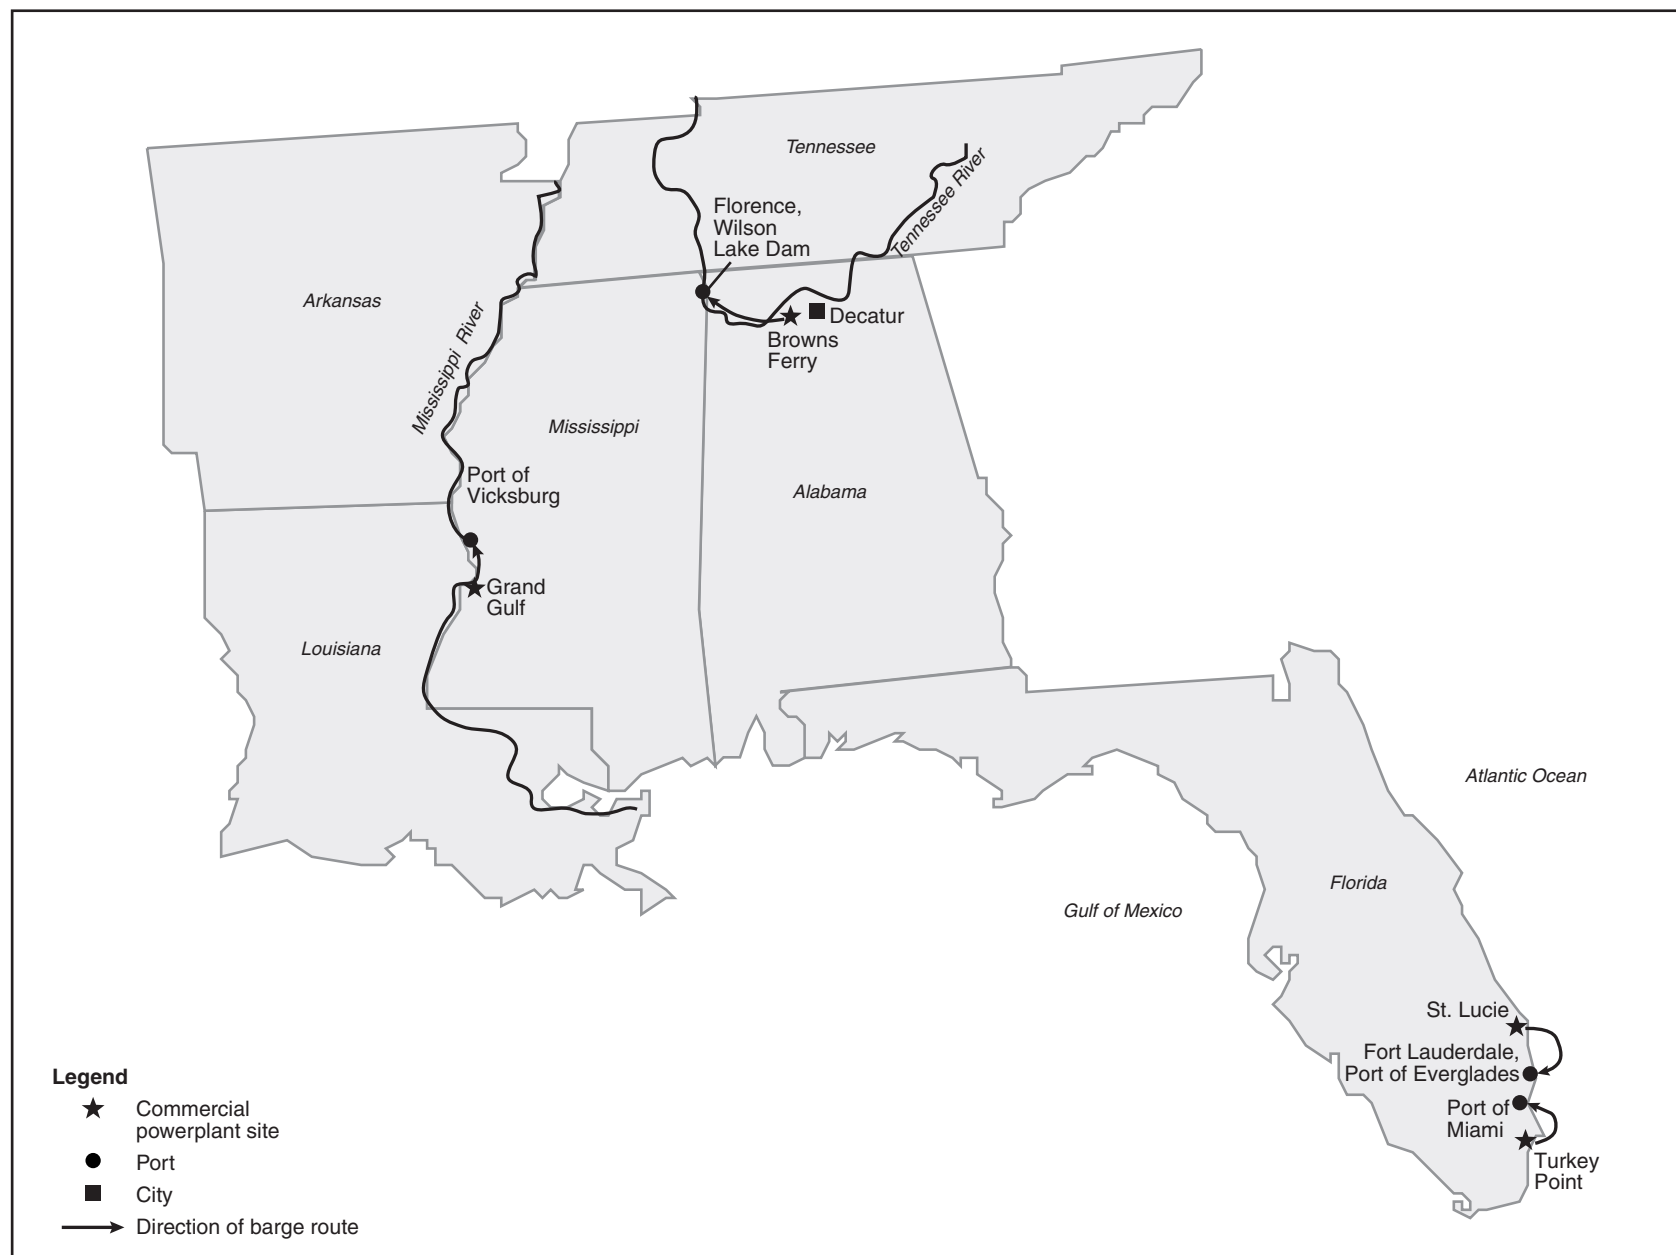 Tennessee
Tennessee River
Florence,
Wilson
Lake Dam
Arkansas
Mississippi River
Decatur
Browns
Ferry
Mississippi
Port of
Vicksburg
Alabama
Grand
Gulf
Louisiana
Atlantic Ocean
Florida
Gulf of Mexico
St. Lucie
Fort Lauderdale,
Port of Everglades
Port of
Miami
Turkey
Point
Legend
Commercial
powerplant site
Port
City
Direction of barge route